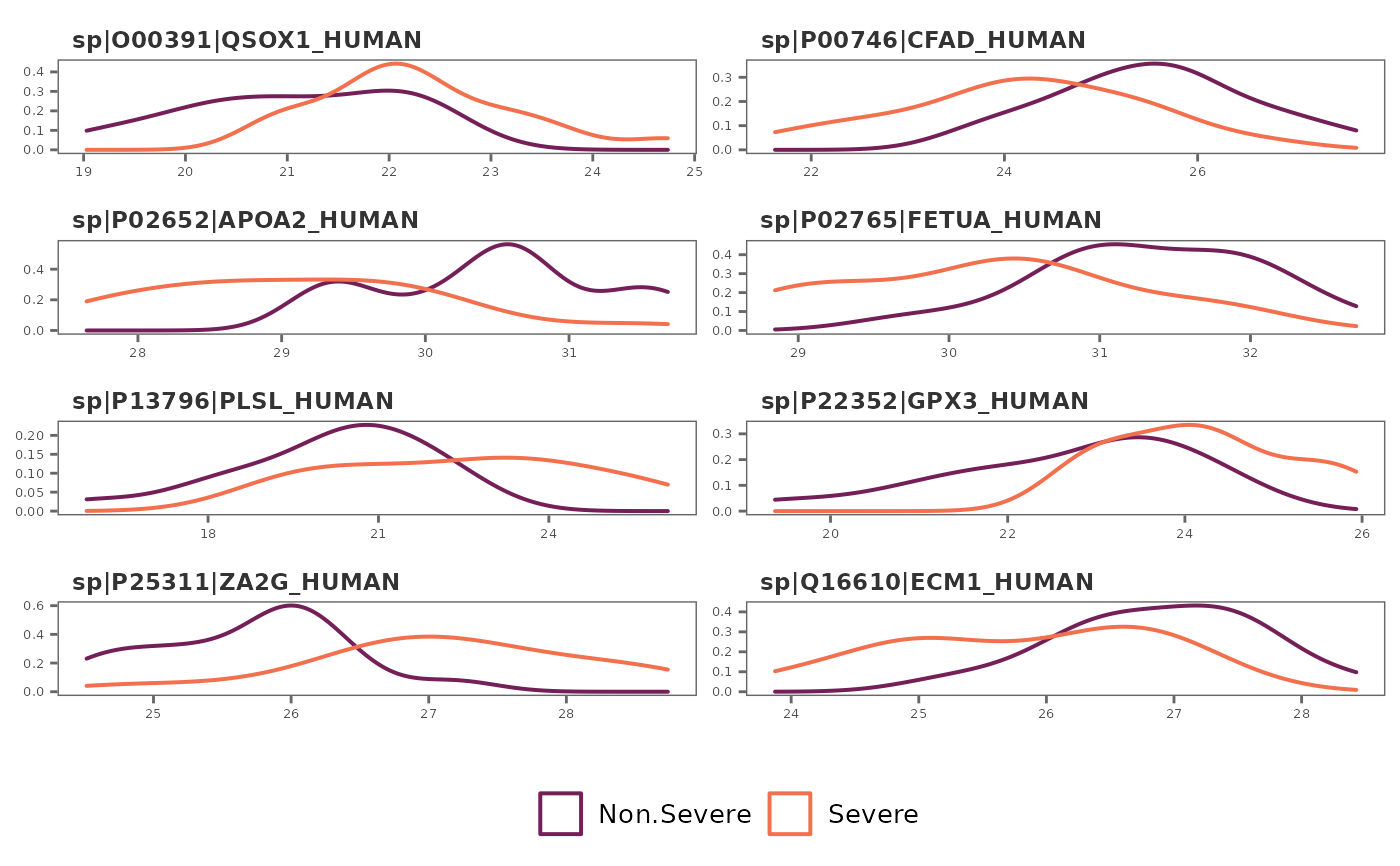 sp|O00391|QSOX1_HUMAN
0.4
0.3
0.2
0.1
0.0
19 20 21 22 23 24 25
sp|P00746|CFAD_HUMAN
0.3
0.2
0.1
0.0
22 24 26
sp|P02652|APOA2_HUMAN
0.4
0.2
0.0
28 29 30 31
sp|P02765|FETUA_HUMAN
0.4
0.3
0.2
0.1
0.0
29 30 31 32
sp|P13796|PLSL_HUMAN
0.20
0.15
0.10
0.05
0.00
18 21 24
sp|P22352|GPX3_HUMAN
0.3
0.2
0.1
0.0
20 22 24 26
sp|P25311|ZA2G_HUMAN
0.6
0.4
0.2
0.0
25 26 27 28
sp|Q16610|ECM1_HUMAN
0.4
0.3
0.2
0.1
0.0
24 25 26 27 28
Non.Severe Severe